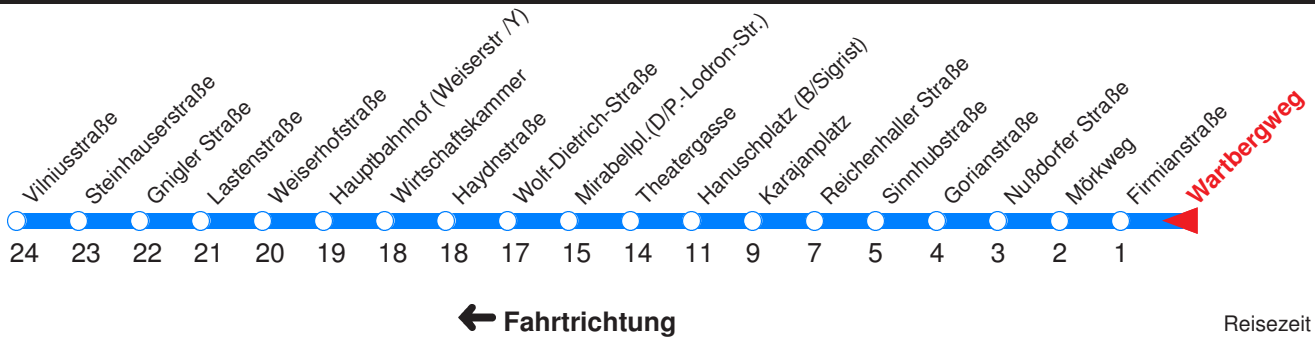 Viliniusstraße
Steinhauserstraße
Gnigler Straße
Lastenstraße
Weiserhofstraße
Hauptbahnhof (Weiserstr /Y)
Wirtschaftskammer
Haydnstraße
Wolf-Dietrich-Straße
Mirabellpl.(D/P.-Lodron-Str.)
Theatergasse
Hanuschplatz (B/Sigrist)
Karajanplatz
Reichenhaller Straße
Sinnhubstraße
Gorianstraße
Nußdorfer Straße
Mörkweg
Firmianstraße
Wartbergweg
24 23 22 21 20 19 18 18 17 15 14 11 9 7 5 4 3 2 1
← Fahrtrichtung
Reisezeit